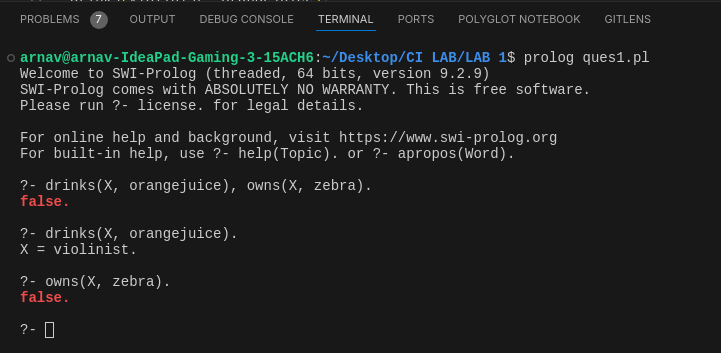 PROBLEMS 7 OUTPUT DEBUG CONSOLE TERMINAL PORTS POLYGLOT NOTEBOOK GITLENS
arnav@arnav-IdeaPad-Gaming-3-15ACH6:~/Desktop/CI LAB/LAB 1$ prolog ques1.pl
Welcome to SWI-Prolog (threaded, 64 bits, version 9.2.9)
SWI-Prolog comes with ABSOLUTELY NO WARRANTY. This is free software.
Please run ?- license. for legal details.
For online help and background, visit https://www.swi-prolog.org
For built-in help, use ?- help(Topic). or ?- apropos(Word).
?- drinks(X, orangejuice), owns(X, zebra).
false.
?- drinks(X, orangejuice).
X = violinist.
?- owns(X, zebra).
false.
?-